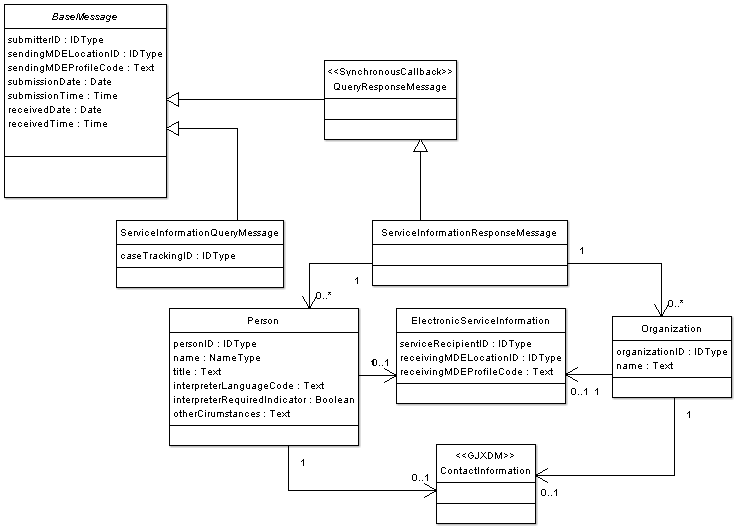 BaseMessage
submitterID : IDType
sendingMDELocationID : IDType
sendingMDEProfileCode : Text
submissionDate : Date
submissionTime : Time
receivedDate : Date
receivedTime : Time
<<SynchronousCallback>>
QueryResponseMessage
ServiceInformationQueryMessage
caseTrackingID : IDType
ServiceInformationResponseMessage
1
1
0..*
0..*
Person
personID : IDType
name : NameType
title : Text
interpreterLanguageCode : Text
interpreterRequiredIndicator : Boolean
otherCirumstances : Text
ElectronicServiceInformation
serviceRecipientID : IDType
receivingMDELocationID : IDType
receivingMDEProfileCode : Text
Organization
organizationID : IDType
name : Text
0..1
0..1
1
1
1
<<GJXDM>>
ContactInformation
0..1
0..1